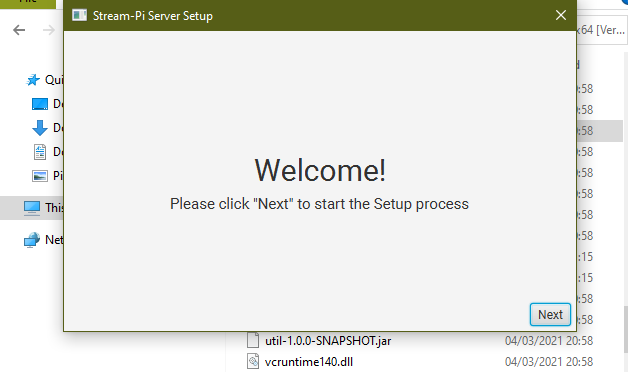 Stream-Pi Server Setup
x64 [Ver...
Qui
De
Do
Do
Pi
This
Net
Welcome!
Please click "Next" to start the Setup process
Next
:58
:58
:58
:58
:58
:58
:58
:58
:15
:15
:58
:58
util-1.0.0-SNAPSHOT.jar
04/03/2021 20:58
vcruntime140.dll
04/03/2021 20:58